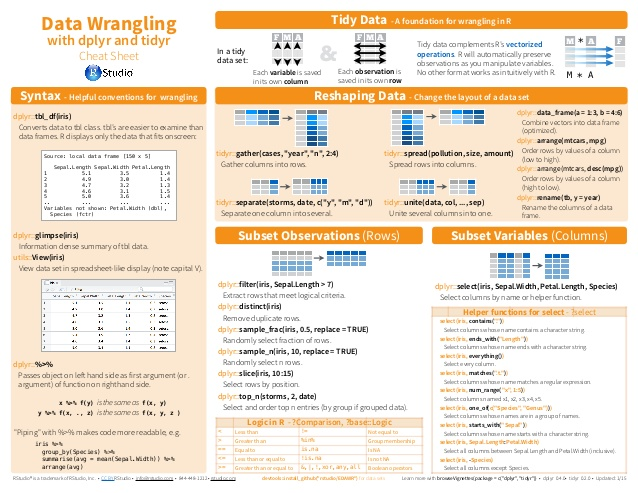 Data Wrangling
with dplyr and tidyr
Cheat Sheet
RStudio
Tidy Data - A foundation for wrangling in R
In a tidy
data set:
F M A
F M A
&
Each variable is saved
in its own column
Each observation is
saved in its own row
Tidy data complements R's vectorized
operations. R will automatically preserve
observations as you manipulate variables.
No other format works as intuitively with R.
M * A F
M * A
Syntax - Helpful conventions for wrangling
dplyr::tbl_df(iris)
Converts data to tbl class. tbl's are easier to examine than
data frames. R displays only the data that fits onscreen:
Source: local data frame [150 x 5]
Sepal.Length Sepal.Width Petal.Length
1 5.1 3.5 1.4
2 4.9 3.0 1.4
3 4.7 3.2 1.3
4 4.6 3.1 1.5
5 5.0 3.6 1.4
.. ... ... ...
Variables not shown: Petal.Width (dbl),
Species (fctr)
dplyr::glimpse(iris)
Information dense summary of tbl data.
utils::View(iris)
View data set in spreadsheet-like display (note capital V).
dplyr::%>%
Passes object on left hand side as first argument (or .
argument) of function on righthand side.
x %>% f(y) is the same as f(x, y)
y %>% f(x, ., z) is the same as f(x, y, z )
"Piping" with %>% makes code more readable, e.g.
iris %>%
group_by(Species) %>%
summarise(avg = mean(Sepal.Width)) %>%
arrange(avg)
Reshaping Data - Change the layout of a data set
tidyr::gather(cases, "year", "n", 2:4)
Gather columns into rows.
tidyr::spread(pollution, size, amount)
Spread rows into columns.
tidyr::separate(storms, date, c("y", "m", "d"))
Separate one column into several.
tidyr::unite(data, col, ..., sep)
Unite several columns into one.
dplyr::data_frame(a = 1:3, b = 4:6)
Combine vectors into data frame
(optimized).
dplyr::arrange(mtcars, mpg)
Order rows by values of a column
(low to high).
dplyr::arrange(mtcars, desc(mpg))
Order rows by values of a column
(high to low).
dplyr::rename(tb, y = year)
Rename the columns of a data
frame.
Subset Observations (Rows)
dplyr::filter(iris, Sepal.Length > 7)
Extract rows that meet logical criteria.
dplyr::distinct(iris)
Remove duplicate rows.
dplyr::sample_frac(iris, 0.5, replace = TRUE)
Randomly select fraction of rows.
dplyr::sample_n(iris, 10, replace = TRUE)
Randomly select n rows.
dplyr::slice(iris, 10:15)
Select rows by position.
dplyr::top_n(storms, 2, date)
Select and order top n entries (by group if grouped data).
Logic in R - ?Comparison, ?base::Logic
< Less than != Not equal to
> Greater than %in% Group membership
== Equal to is.na Is NA
<= Less than or equal to !is.na Is not NA
>= Greater than or equal to &,|,!,xor,any,all Boolean operators
Subset Variables (Columns)
dplyr::select(iris, Sepal.Width, Petal.Length, Species)
Select columns by name or helper function.
Helper functions for select - ?select
select(iris, contains("."))
Select columns whose name contains a character string.
select(iris, ends_with("Length"))
Select columns whose name ends with a character string.
select(iris, everything())
Select every column.
select(iris, matches(".t."))
Select columns whose name matches a regular expression.
select(iris, num_range("x", 1:5))
Select columns named x1, x2, x3, x4, x5.
select(iris, one_of(c("Species", "Genus")))
Select columns whose names are in a group of names.
select(iris, starts_with("Sepal"))
Select columns whose name starts with a character string.
select(iris, Sepal.Length:Petal.Width)
Select all columns between Sepal.Length and Petal.Width (inclusive).
select(iris, -Species)
Select all columns except Species.
RStudio® is a trademark of RStudio, Inc. • CC BY RStudio • info@rstudio.com • 844-448-1212 • rstudio.com
devtools::install_github("rstudio/EDAWR") for data sets
Learn more with browseVignettes(package = c("dplyr", "tidyr")) • dplyr 0.4.0 • tidyr 0.2.0 • Updated: 1/15